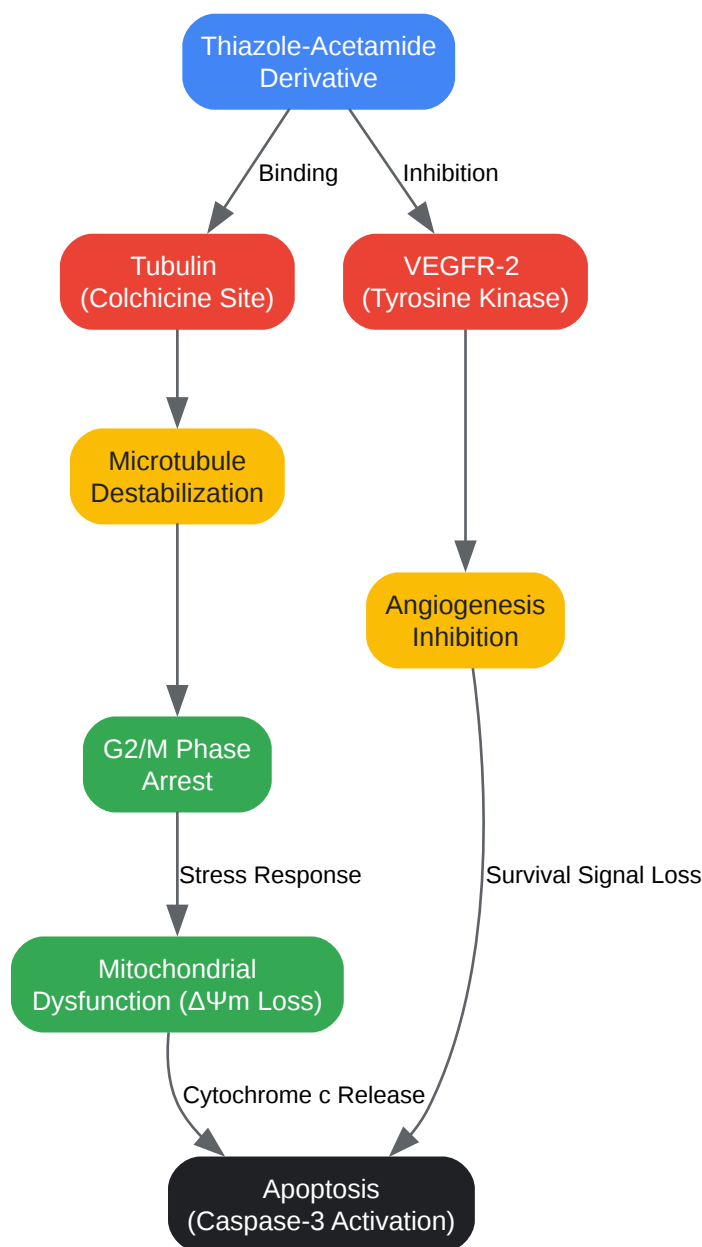 Thiazole-Acetamide
Derivative
Binding
Inhibition
Tubulin
(Colchicine Site)
VEGFR-2
(Tyrosine Kinase)
Microtubule
Destabilization
Angiogenesis
Inhibition
G2/M Phase
Arrest
Stress Response
Survival Signal Loss
Mitochondrial
Dysfunction (ΔΨm Loss)
Cytochrome c Release
Apoptosis
(Caspase-3 Activation)